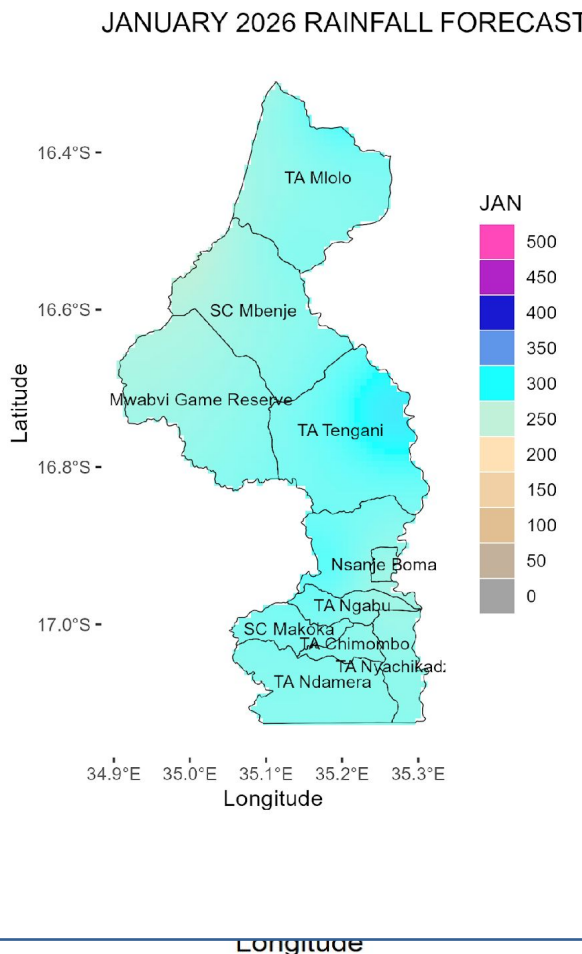 JANUARY 2026 RAINFALL FORECAST
16.4°S
16.6°S
16.8°S
17.0°S
Latitude
TA Mlolo
SC Mbenje
Mwabvi Game Reserve
TA Tengani
Nsanje Boma
TA Ngabu
SC Makoka
TA Chimombo
TA Nyachikad
TA Ndamera
JAN
500
450
400
350
300
250
200
150
100
50
0
34.9°E 35.0°E 35.1°E 35.2°E 35.3°E
Longitude
Longitude